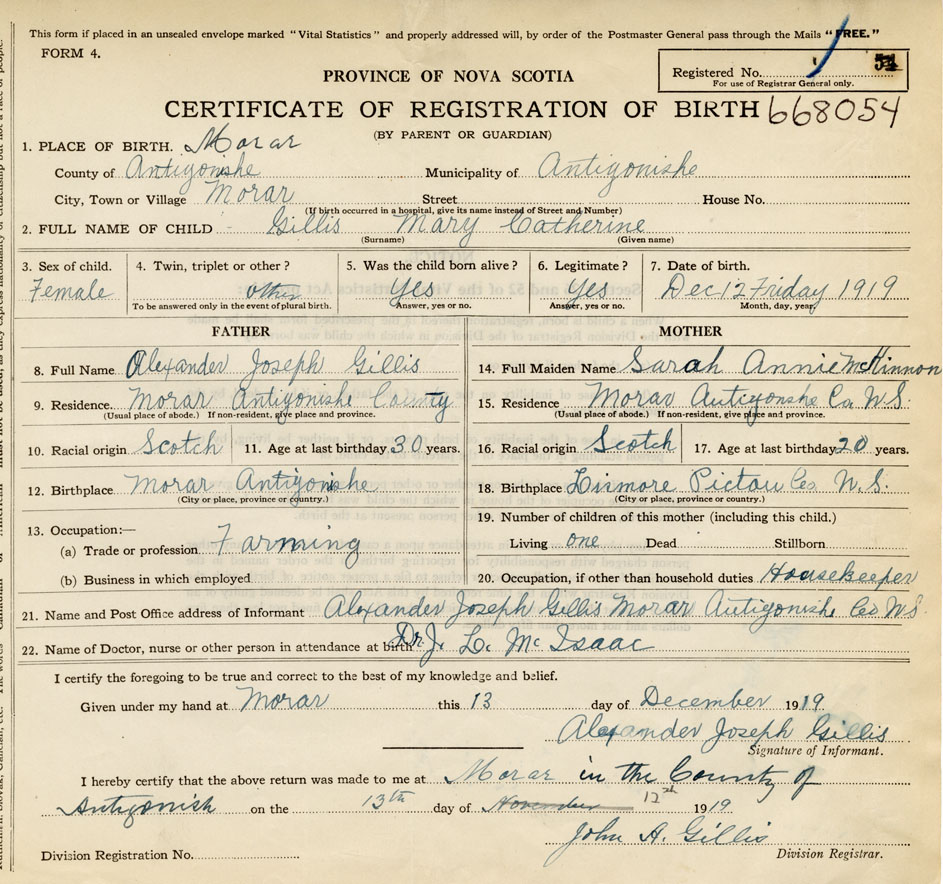 This form if placed in an unsealed envelope marked "Vital Statistics" and properly addressed will, by order of the Postmaster General pass through the Mails "FREE."
FORM 4.
PROVINCE OF NOVA SCOTIA
Registered No. 54
For use of Registrar General only.
CERTIFICATE OF REGISTRATION OF BIRTH 668054
(BY PARENT OR GUARDIAN)
1. PLACE OF BIRTH. Morar
County of Antigonishe Municipality of Antigonishe
City, Town or Village Morar Street House No.
(If birth occurred in a hospital, give its name instead of Street and Number)
2. FULL NAME OF CHILD Gillis Mary Catherine
(Surname) (Given name)
3. Sex of child. 4. Twin, triplet or other? 5. Was the child born alive? 6. Legitimate? 7. Date of birth.
Female other Yes Yes Dec 12 Friday 1919
To be answered only in the event of plural birth. Answer, yes or no. Answer, yes or no. Month, day, year.
FATHER MOTHER
8. Full Name Alexander Joseph Gillis 14. Full Maiden Name Sarah Annie McKinnon
9. Residence. Morar Antigonishe County 15. Residence Morar Antigonshe Co N.S.
(Usual place of abode.) If non-resident, give place and province. (Usual place of abode.) If non-resident, give place and province.
10. Racial origin Scotch 11. Age at last birthday 30 years. 16. Racial origin Scotch 17. Age at last birthday 20 years.
12. Birthplace Morar Antigonishe 18. Birthplace Lismore Pictou Co. N.S.
(City or place, province or country.) (City or place, province or country.)
13. Occupation:— 19. Number of children of this mother (including this child.)
(a) Trade or profession Farming Living one Dead Stillborn
(b) Business in which employed 20. Occupation, if other than household duties Housekeeper
21. Name and Post Office address of Informant Alexander Joseph Gillis Morar Antigonishe Co N.S
22. Name of Doctor, nurse or other person in attendance at birth Dr. J. L. Mc Isaac
I certify the foregoing to be true and correct to the best of my knowledge and belief.
Given under my hand at Morar this 13 day of December 1919.
Alexander Joseph Gillis
Signature of Informant.
I hereby certify that the above return was made to me at Morar in the County of
Antigonish on the 13th day of November 12th 1919
John A. Gillis
Division Registration No. Division Registrar.